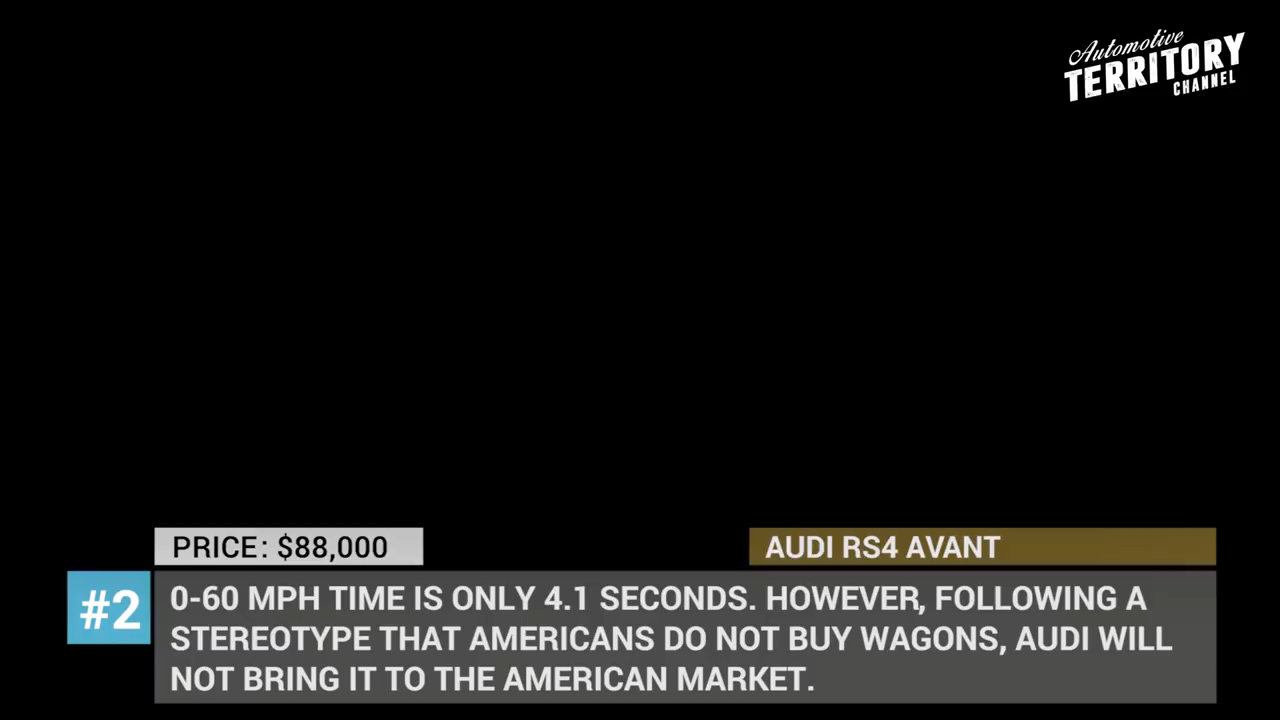 Automotive
TERRITORY
CHANNEL
PRICE: $88,000
AUDI RS4 AVANT
#2
0-60 MPH TIME IS ONLY 4.1 SECONDS. HOWEVER, FOLLOWING A
STEREOTYPE THAT AMERICANS DO NOT BUY WAGONS, AUDI WILL
NOT BRING IT TO THE AMERICAN MARKET.